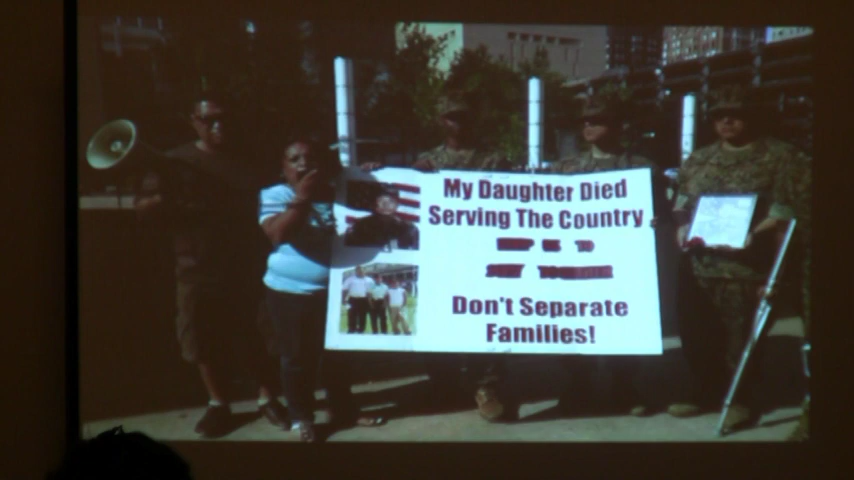 My Daughter Died
Serving The Country
Don't Separate
Families!